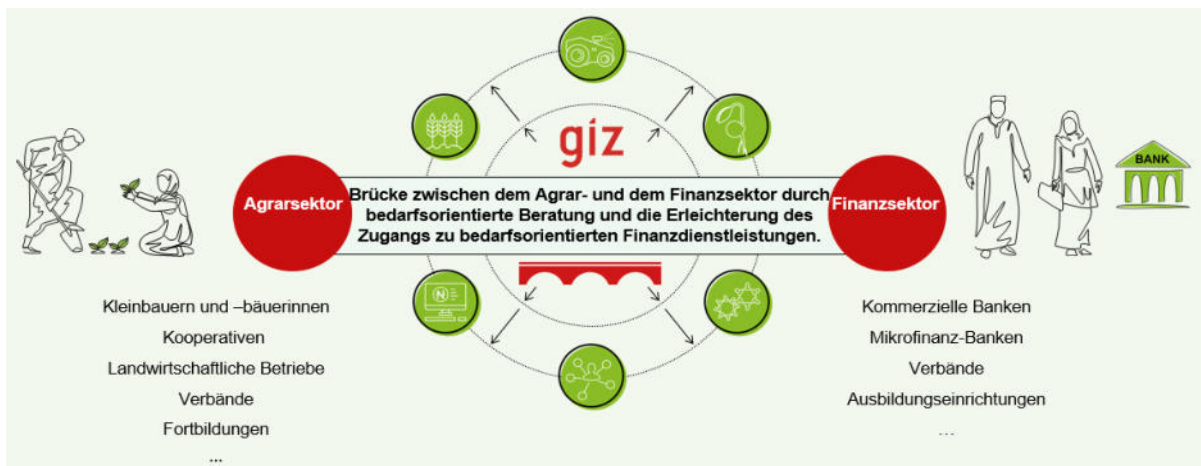 giz
BANK
Agrarsektor
Brücke zwischen dem Agrar- und dem Finanzsektor durch
bedarfsorientierte Beratung und die Erleichterung des
Zugangs zu bedarfsorientierten Finanzdienstleistungen.
Finanzsektor
N
Kleinbauern und –bäuerinnen
Kooperativen
Landwirtschaftliche Betriebe
Verbände
Fortbildungen
...
Kommerzielle Banken
Mikrofinanz-Banken
Verbände
Ausbildungseinrichtungen
...